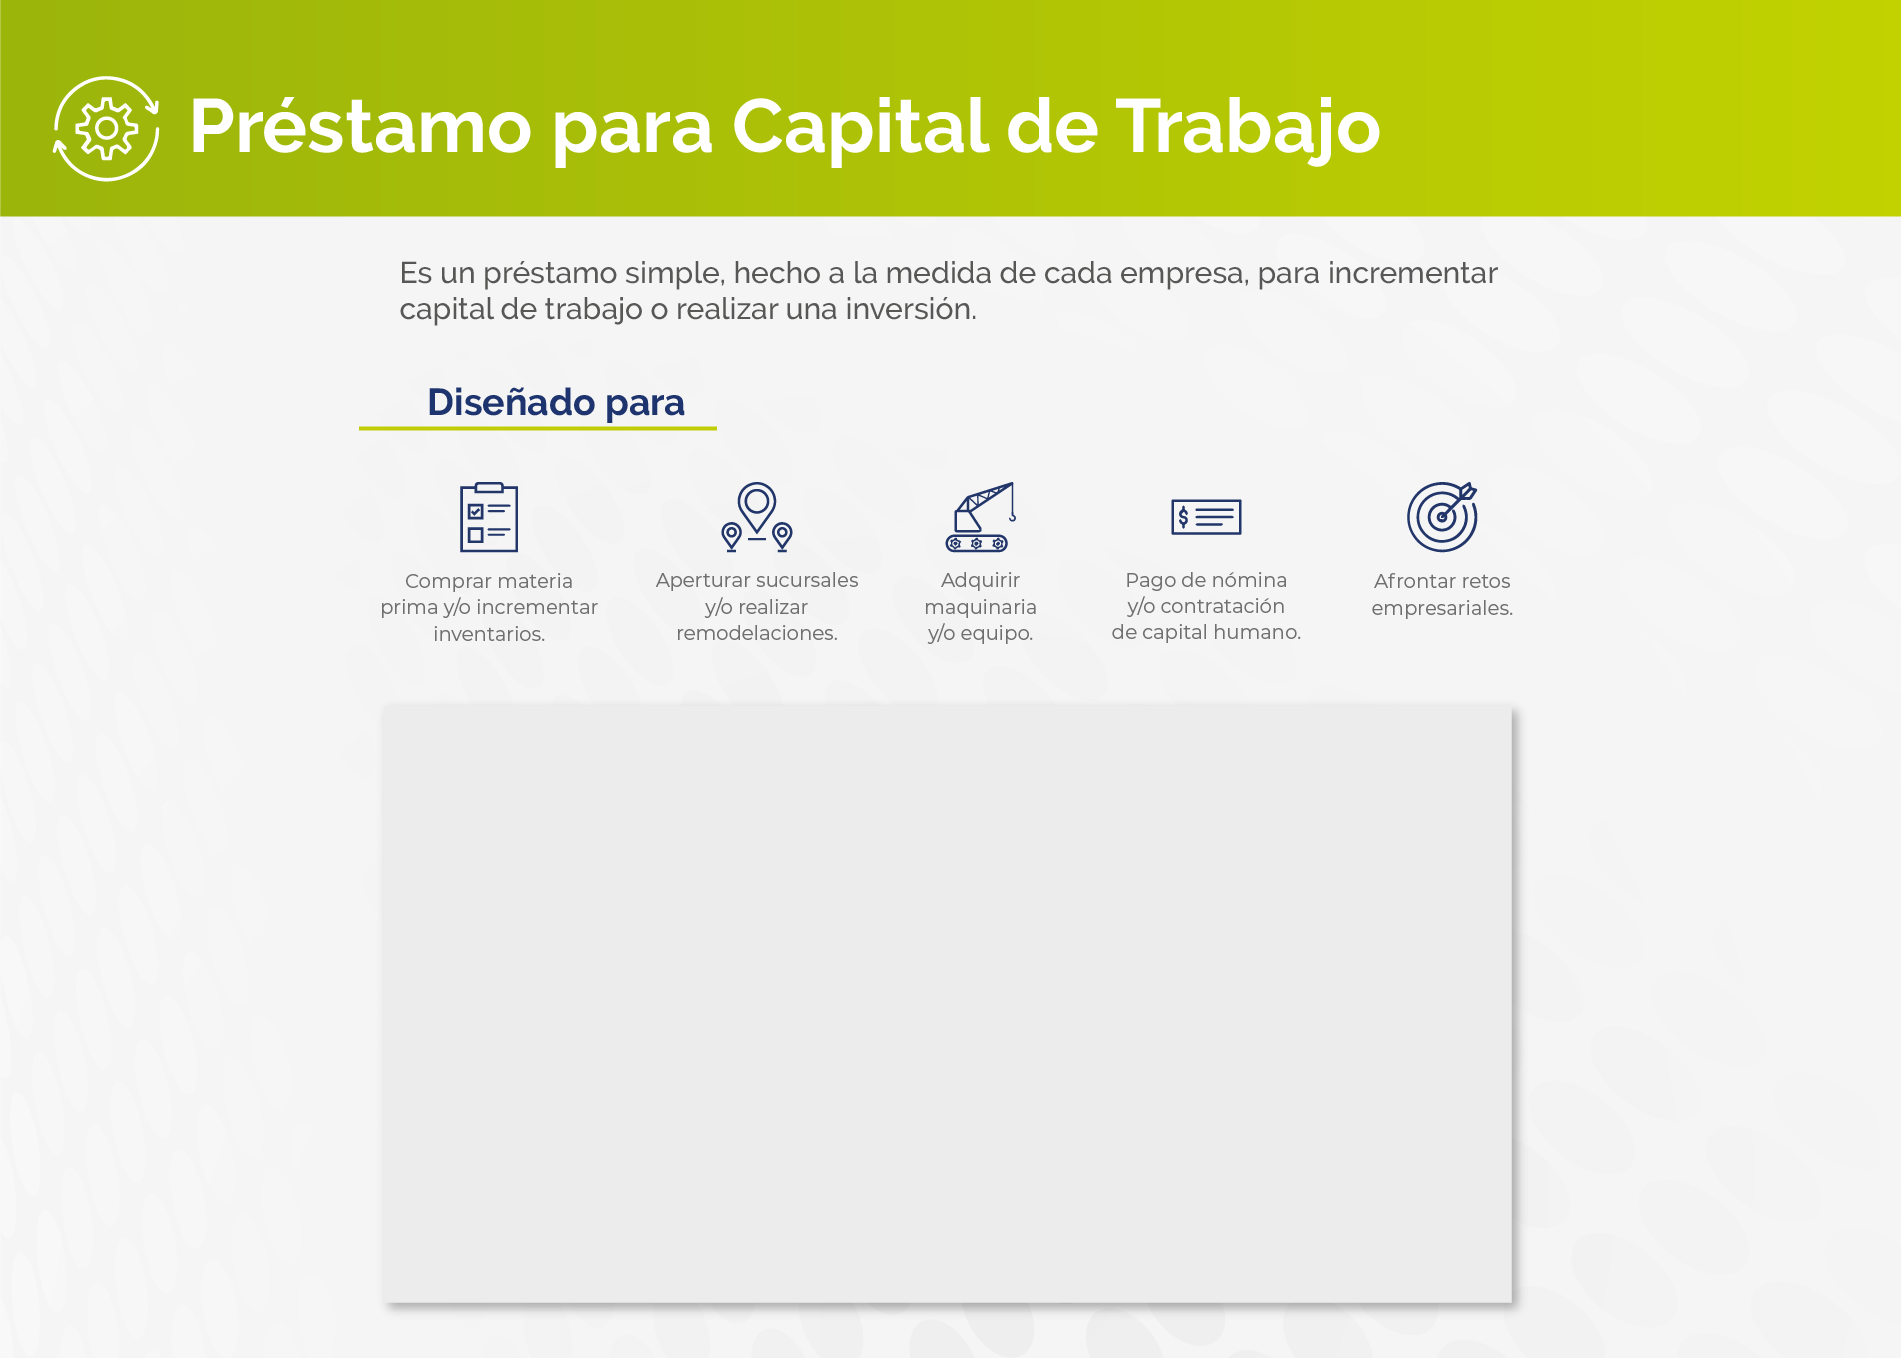 Préstamo para Capital de Trabajo
Es un préstamo simple, hecho a la medida de cada empresa, para incrementar
capital de trabajo o realizar una inversión.
Diseñado para
Comprar materia
prima y/o incrementar
inventarios.
Aperturar sucursales
y/o realizar
remodelaciones.
Adquirir
maquinaria
y/o equipo.
$
Pago de nómina
y/o contratación
de capital humano.
Afrontar retos
empresariales.